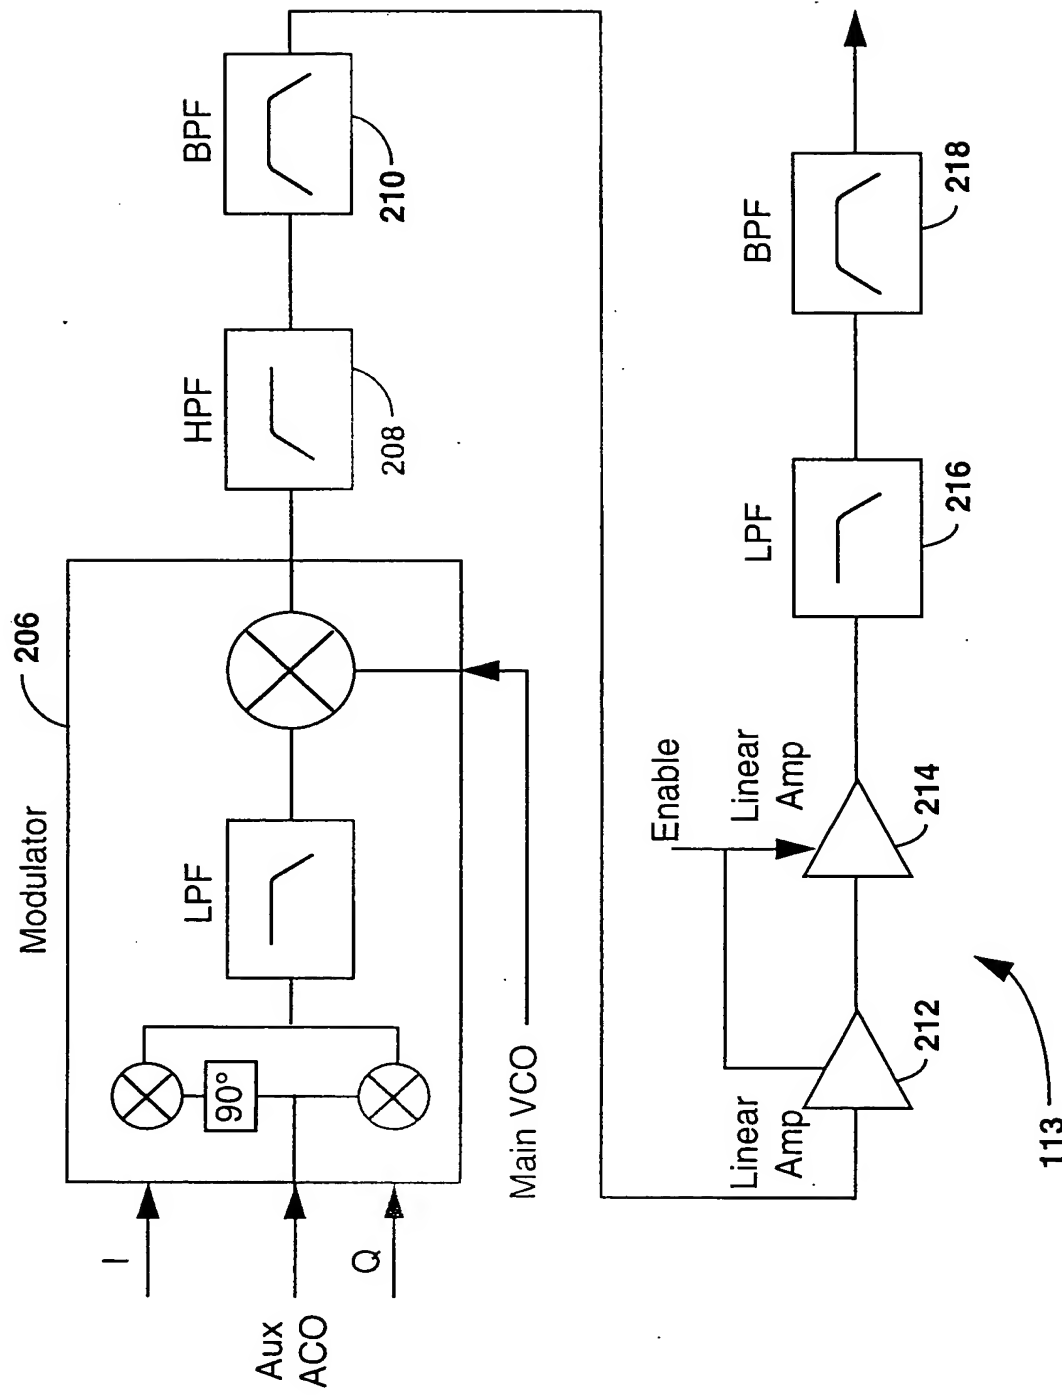 Modulator
206
I
Aux
ACO
Q
90°
LPF
Main VCO
HPF
208
BPF
210
Linear
Amp
212
Enable
Linear
Amp
214
LPF
216
BPF
218
113